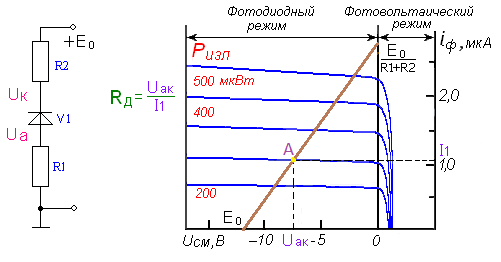 +E₀
R2
Uк
V1
Uа
R1
Rд = Uак / I1
Фотодиодный режим
Фотовольтаический режим
Pизл
500 мкВт
400
200
E₀ / R1+R2
iф, мкА
2,0
I1
1,0
A
E₀
Uсм, В
−10
Uак
-5
0